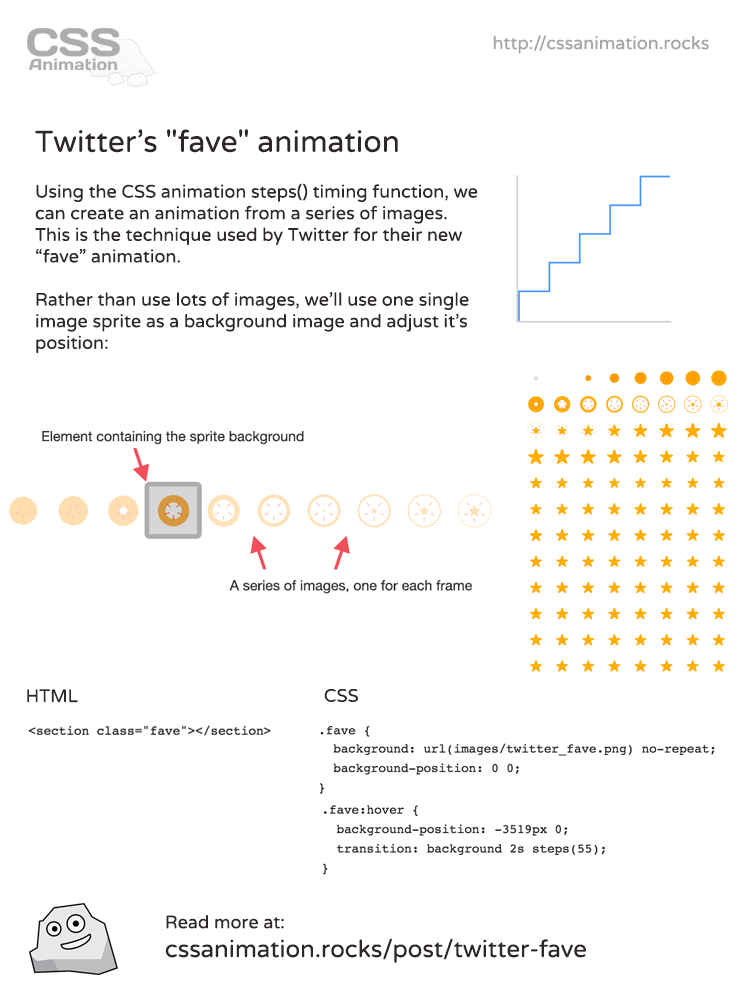 CSS
Animation
http://cssanimation.rocks
Twitter's "fave" animation
Using the CSS animation steps() timing function, we
can create an animation from a series of images.
This is the technique used by Twitter for their new
“fave” animation.
Rather than use lots of images, we'll use one single
image sprite as a background image and adjust it's
position:
Element containing the sprite background
A series of images, one for each frame
HTML
<section class="fave"></section>
CSS
.fave {
background: url(images/twitter_fave.png) no-repeat;
background-position: 0 0;
}
.fave:hover {
background-position: -3519px 0;
transition: background 2s steps(55);
}
Read more at:
cssanimation.rocks/post/twitter-fave